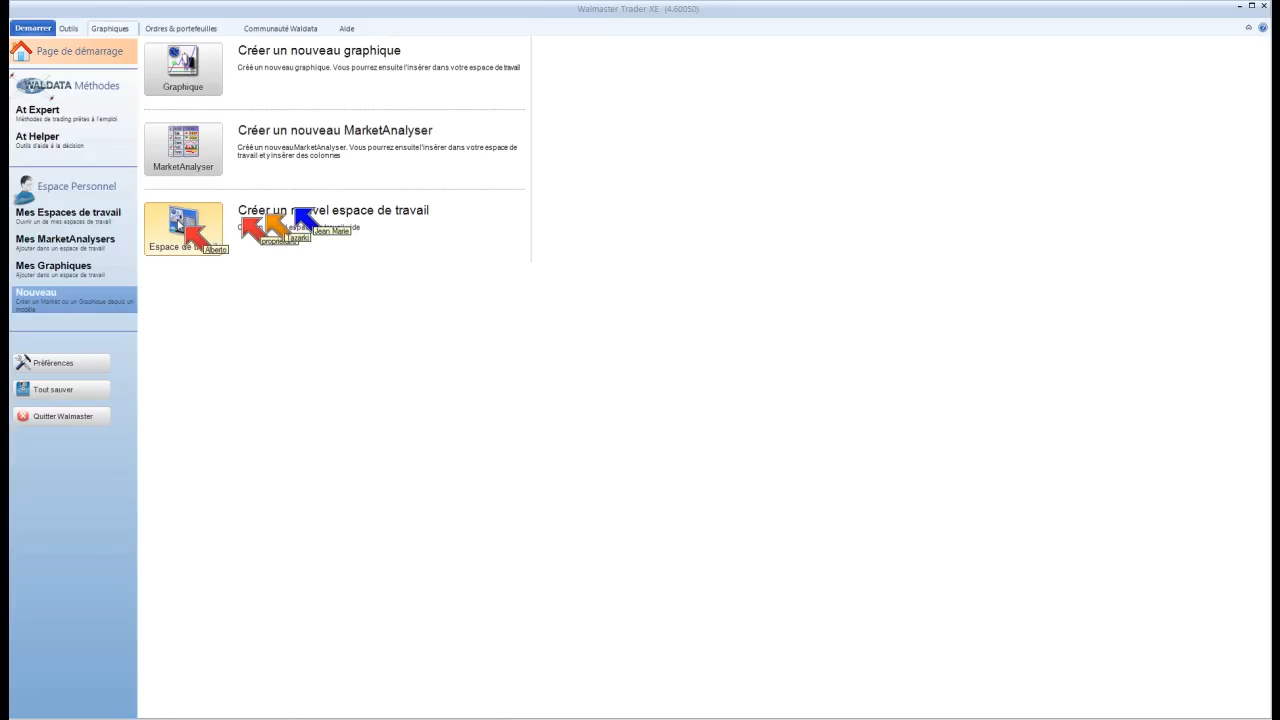 Walmaster Trader XE (4.60050)
Demarrer
Outils
Graphiques
Ordres & portefeuilles
Communauté Waldata
Aide
Page de démarrage
WALDATA Méthodes
At Expert
Méthodes de trading prêtes à l'emploi
At Helper
Outils d'aide à la décision
Espace Personnel
Mes Espaces de travail
Ouvrir un de mes espaces de travail
Mes MarketAnalysers
Ajouter dans un espace de travail
Mes Graphiques
Ajouter dans un espace de travail
Nouveau
Créer un Market ou un Graphique depuis un
modèle
Préférences
Tout sauver
Quitter Walmaster
Graphique
Créer un nouveau graphique
Créé un nouveau graphique. Vous pourrez ensuite l'insérer dans votre espace de travail
MarketAnalyser
Créer un nouveau MarketAnalyser
Créé un nouveau MarketAnalyser. Vous pourrez ensuite l'insérer dans votre espace de
travail et y insérer des colonnes
Espace de
Créer un espace de travail
Alberto
Jean Marie